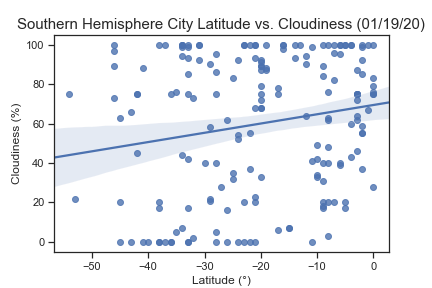 Southern Hemisphere City Latitude vs. Cloudiness (01/19/20)
100
80
60
40
20
0
Cloudiness (%)
−50 −40 −30 −20 −10 0
Latitude (°)